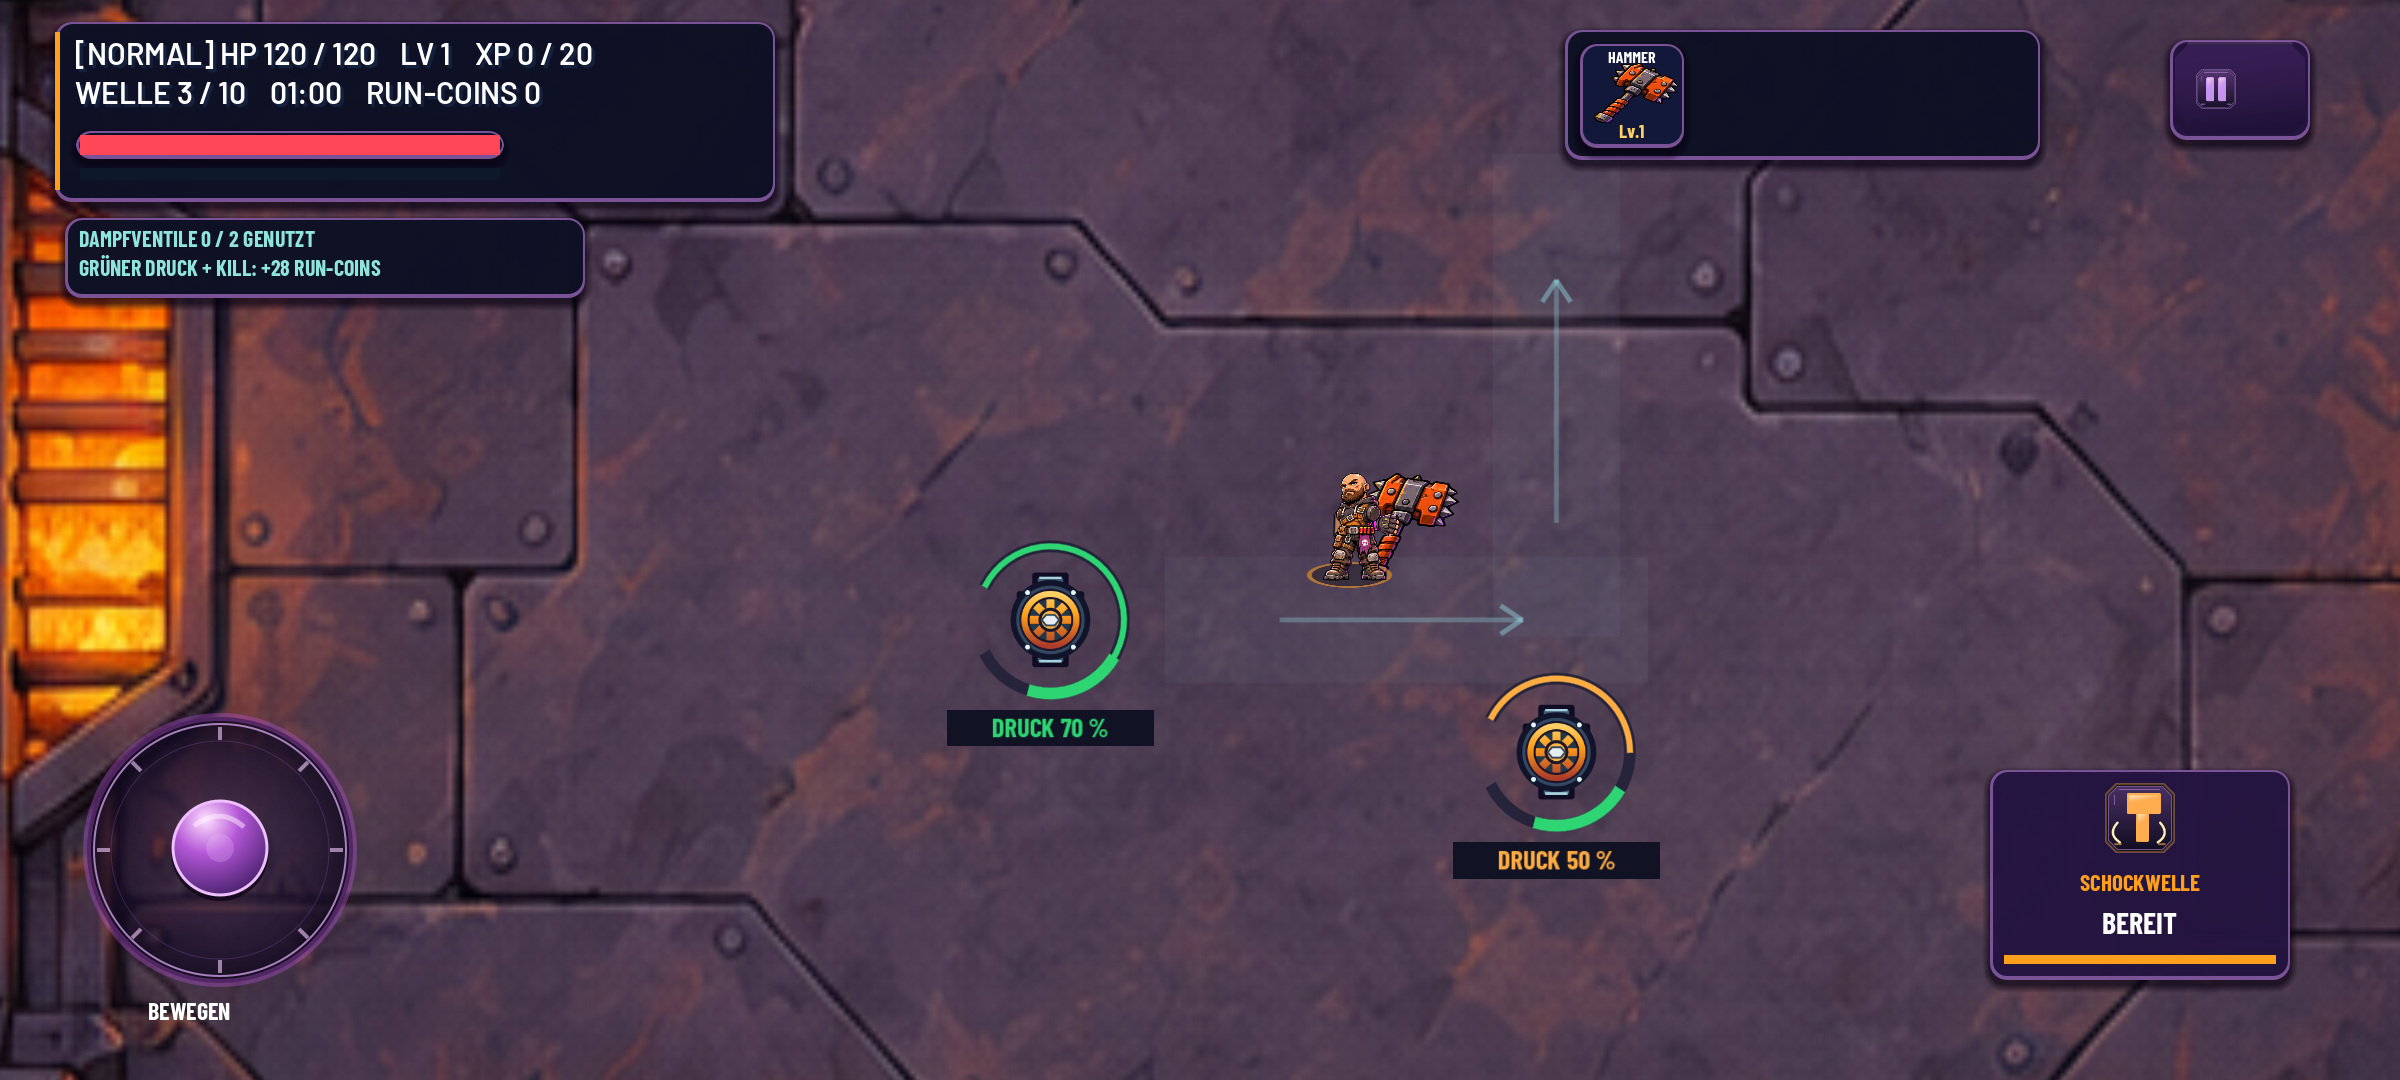 [NORMAL] HP 120 / 120 LV 1 XP 0 / 20
WELLE 3 / 10 01:00 RUN-COINS 0
DAMPFVENTILE 0 / 2 GENUTZT
GRÜNER DRUCK + KILL: +28 RUN-COINS
HAMMER
Lv.1
DRUCK 70 %
DRUCK 50 %
SCHOCKWELLE
BEREIT
BEWEGEN